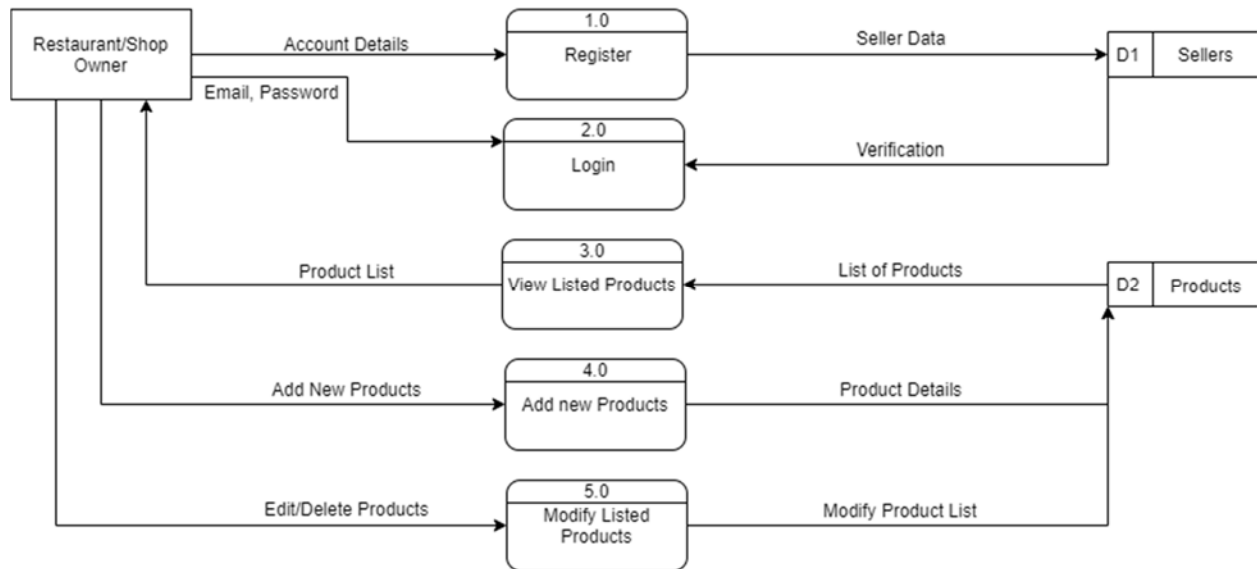 Restaurant/Shop
Owner
Account Details
1.0
Register
Seller Data
D1
Sellers
Email, Password
2.0
Login
Verification
Product List
3.0
View Listed Products
List of Products
D2
Products
Add New Products
4.0
Add new Products
Product Details
Edit/Delete Products
5.0
Modify Listed
Products
Modify Product List